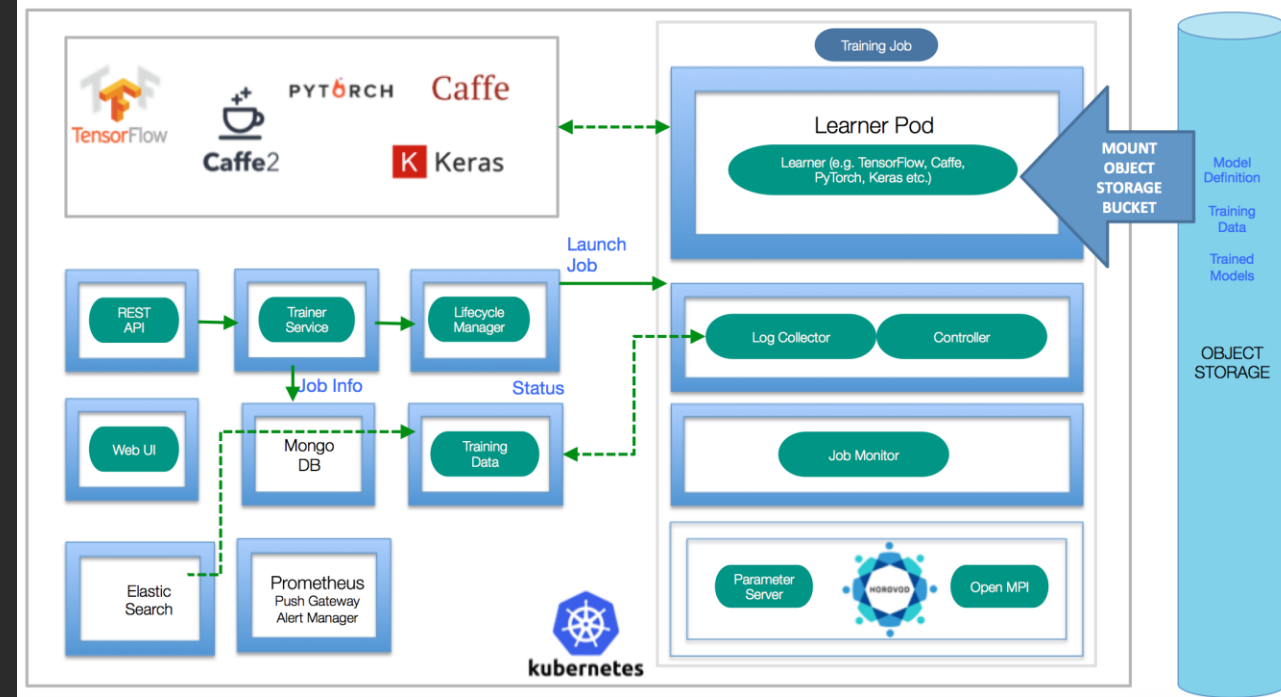 Training Job
TensorFlow
Caffe2
PYTORCH
Caffe
K Keras
Learner Pod
Learner (e.g. TensorFlow, Caffe,
PyTorch, Keras etc.)
MOUNT
OBJECT
STORAGE
BUCKET
Model
Definition
Training
Data
Trained
Models
OBJECT
STORAGE
Launch
Job
REST
API
Trainer
Service
Lifecycle
Manager
Log Collector
Controller
Job Info
Status
Web UI
Mongo
DB
Training
Data
Job Monitor
Elastic
Search
Prometheus
Push Gateway
Alert Manager
kubernetes
Parameter
Server
HOROVOD
Open MPI